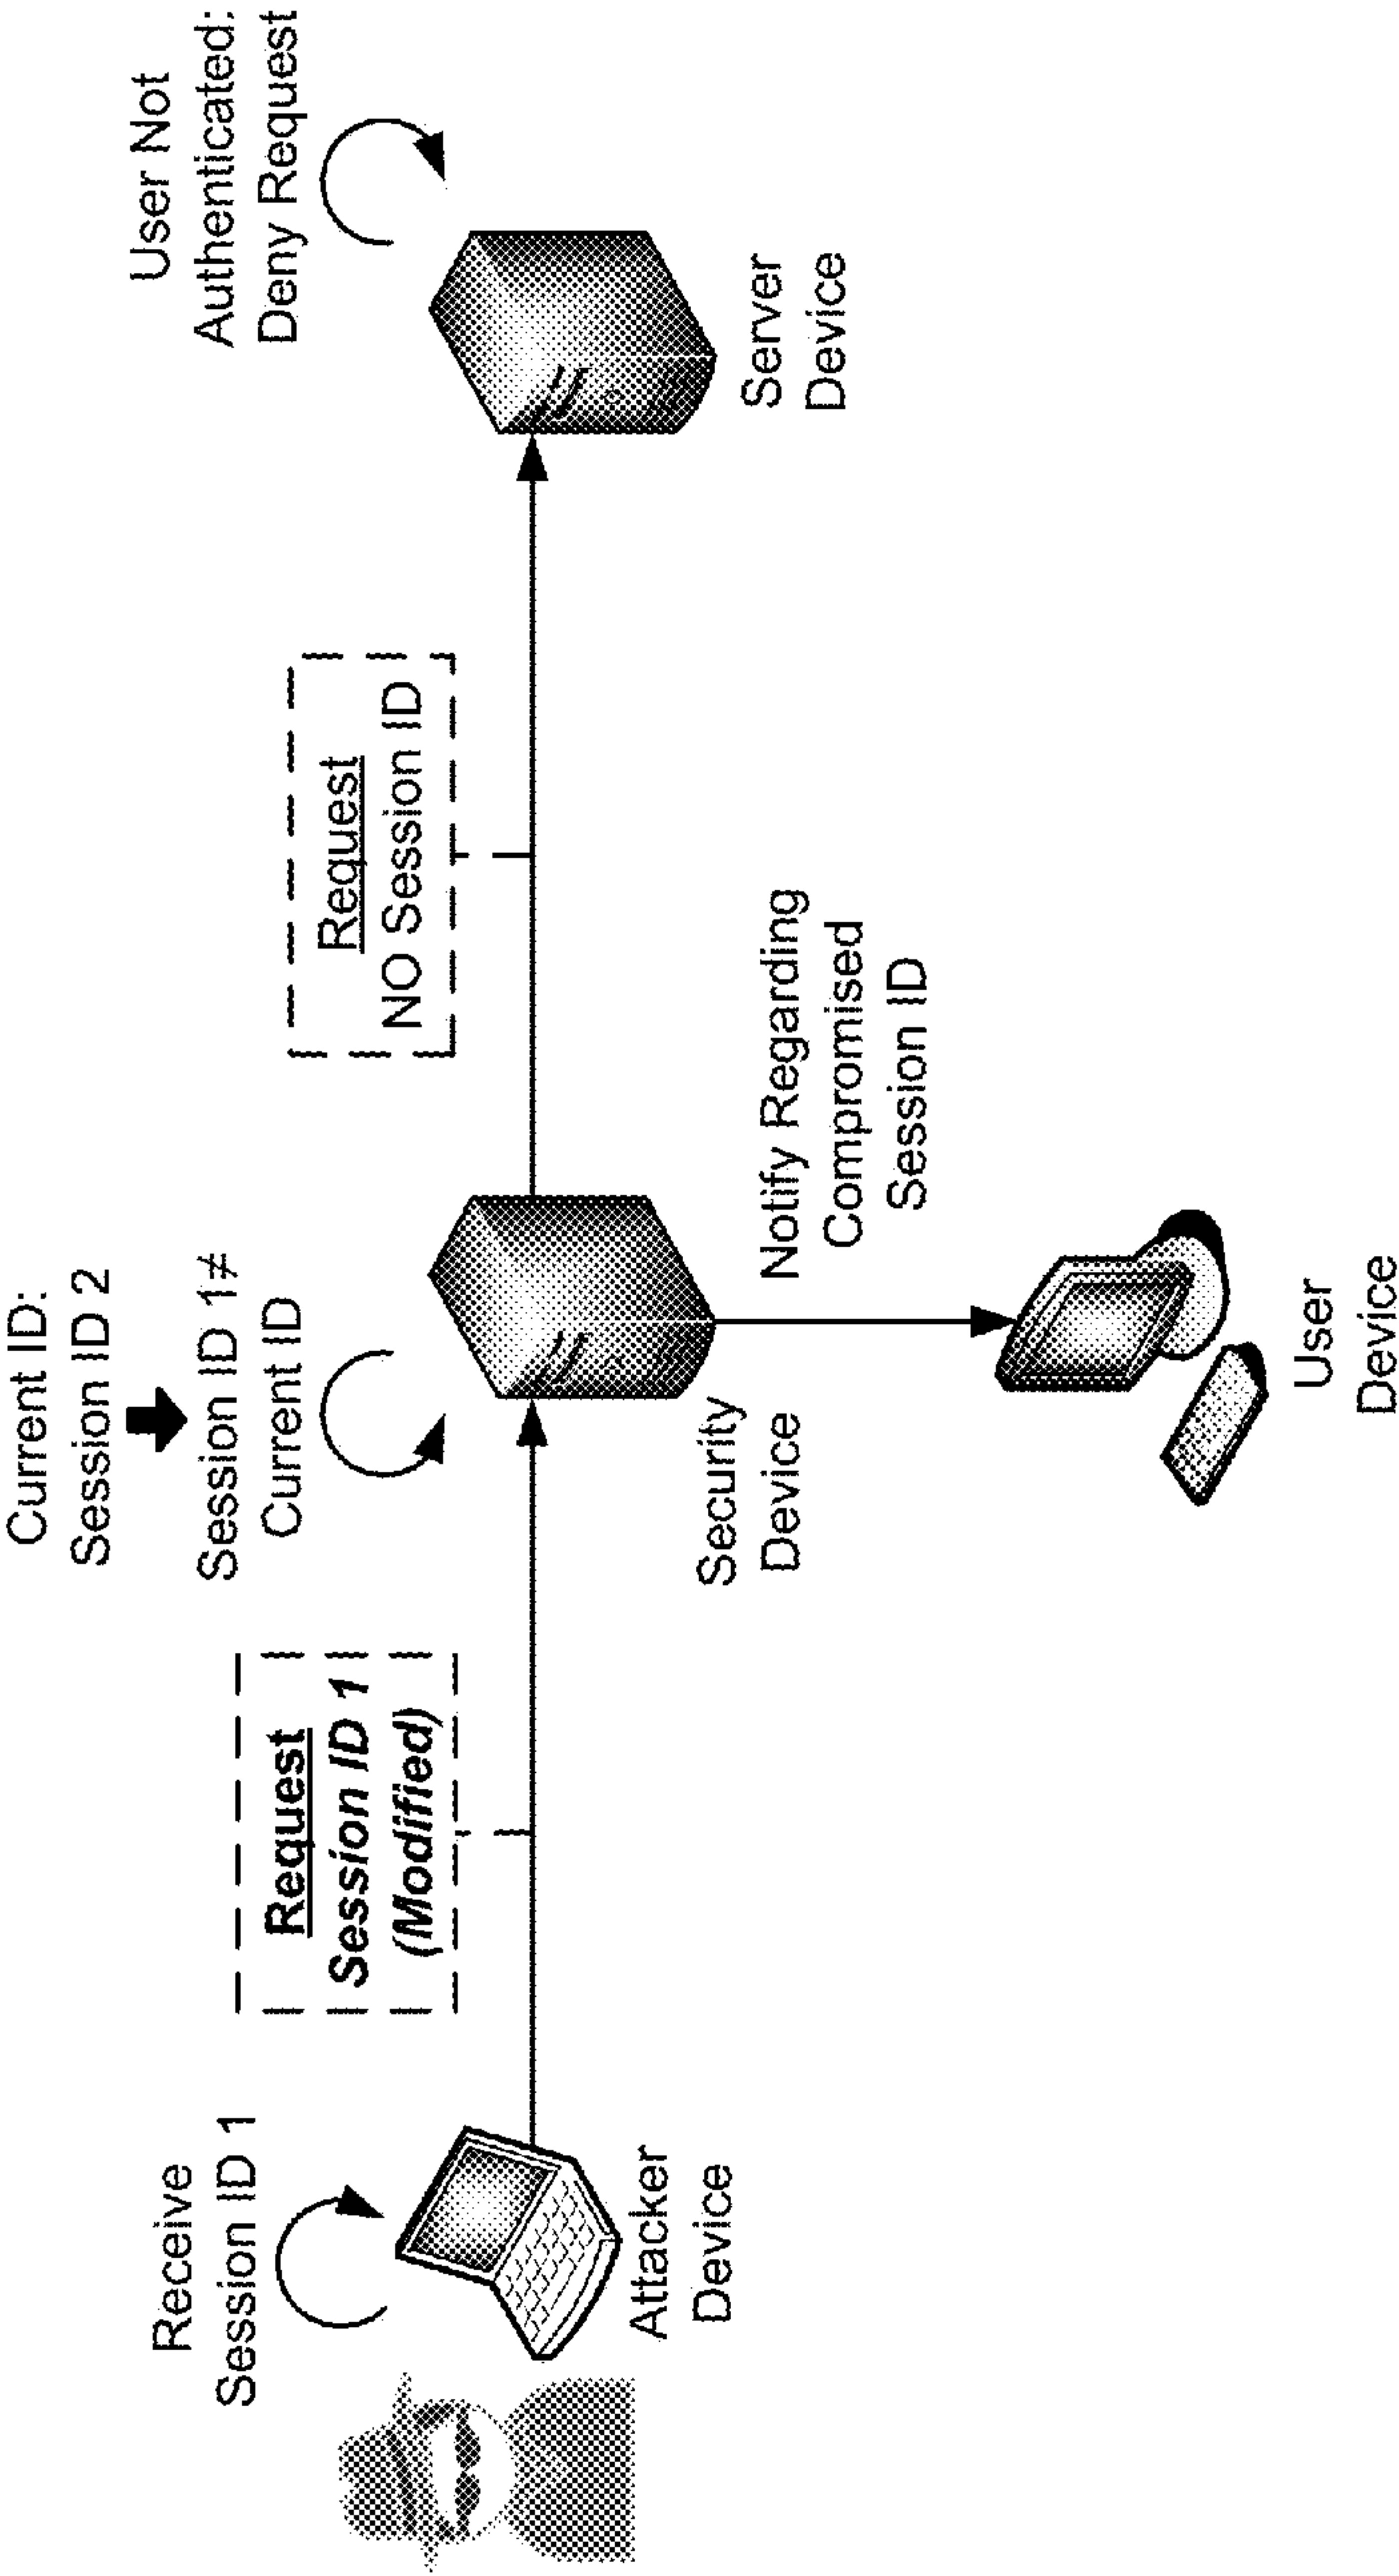 Receive
Session ID 1
Attacker
Device
Request
Session ID 1
(Modified)
Current ID:
Session ID 2
Session ID 1≠
Current ID
Security
Device
Notify Regarding
Compromised
Session ID
User
Device
Request
NO Session ID
User Not
Authenticated:
Deny Request
Server
Device